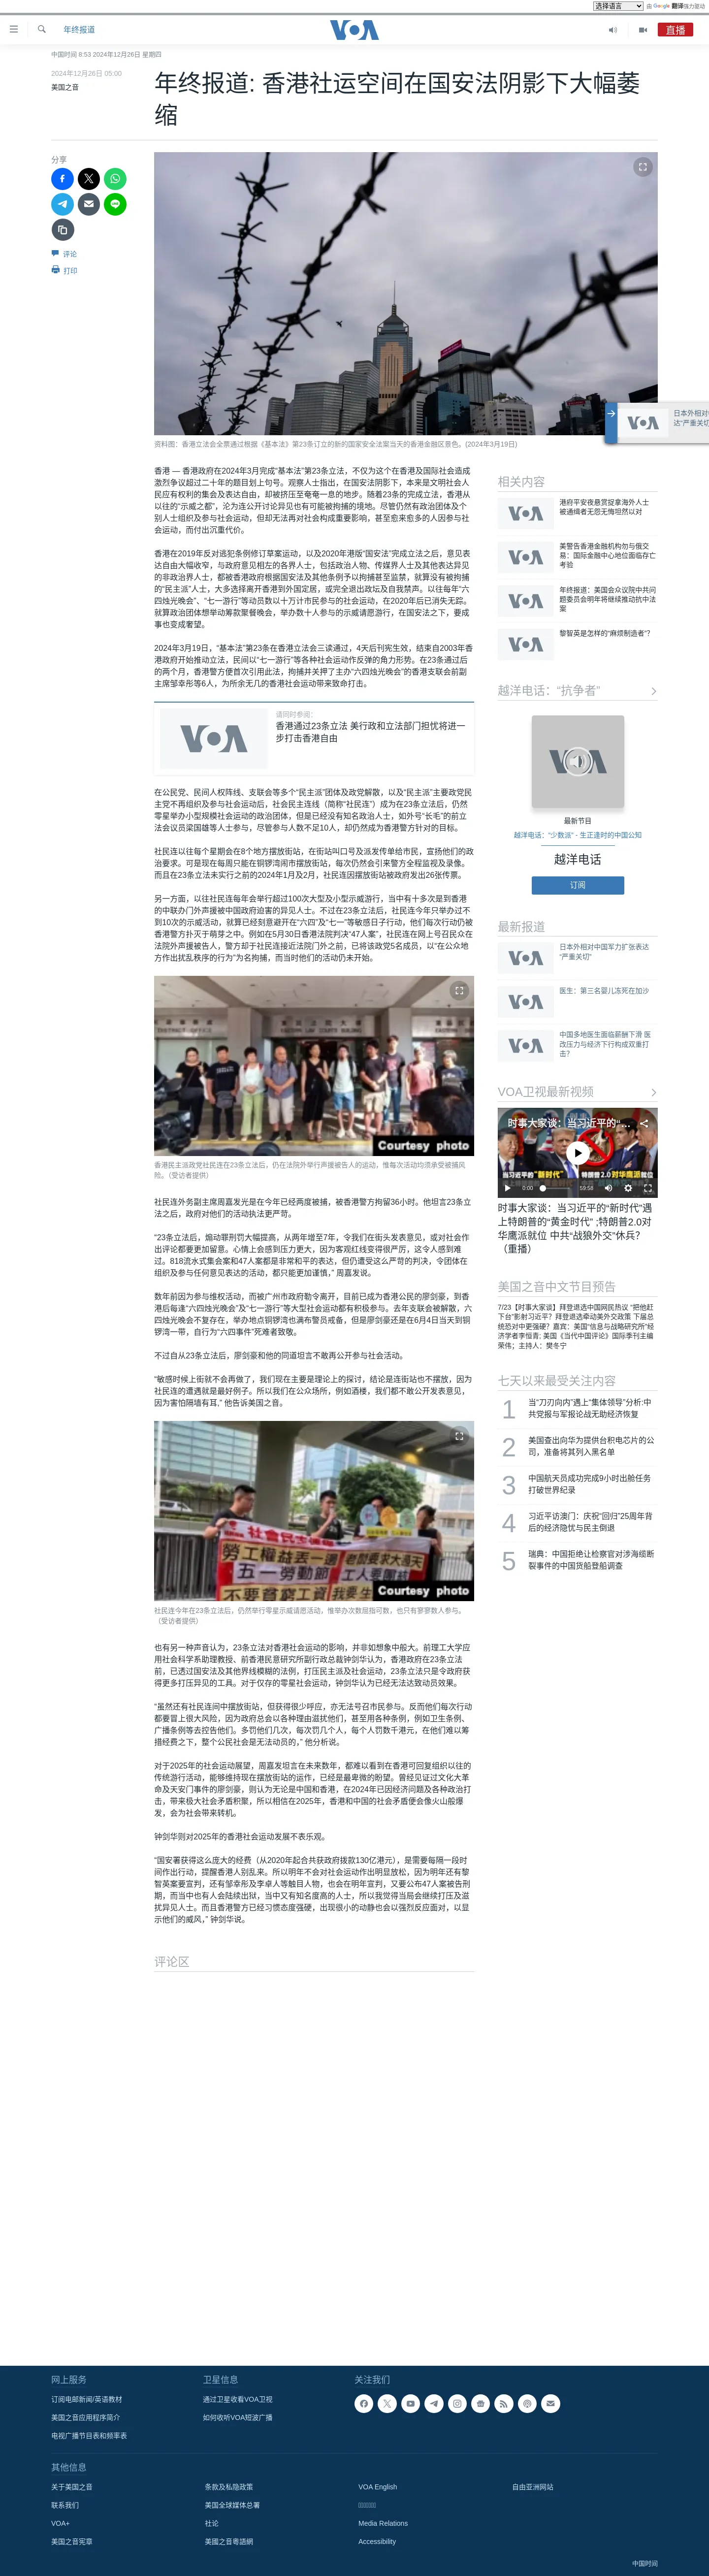 选择语言
由 Google 翻译强力驱动
年终报道
VOA
直播
中国时间 8:53 2024年12月26日 星期四
2024年12月26日 05:00
美国之音
年终报道: 香港社运空间在国安法阴影下大幅萎
缩
分享
评论
打印
资料图：香港立法会全票通过根据《基本法》第23条订立的新的国家安全法案当天的香港金融区景色。(2024年3月19日)
日本外相对中
达“严重关切
香港 — 香港政府在2024年3月完成“基本法”第23条立法，不仅为这个在香港及国际社会造成
激烈争议超过二十年的题目划上句号。观察人士指出，在国安法阴影下，本来是文明社会人
民应有权利的集会及表达自由，却被挤压至奄奄一息的地步。随着23条的完成立法，香港从
以往的“示威之都”，沦为连公开讨论异见也有可能被拘捕的境地。尽管仍然有政治团体及个
别人士组织及参与社会运动，但却无法再对社会构成重要影响，甚至愈来愈多的人因参与社
会运动，而付出沉重代价。
香港在2019年反对逃犯条例修订草案运动，以及2020年港版“国安法”完成立法之后，意见表
达自由大幅收窄，与政府意见相左的各界人士，包括政治人物、传媒界人士及其他表达异见
的非政治界人士，都被香港政府根据国安法及其他条例予以拘捕甚至监禁，就算没有被拘捕
的“民主派”人士，大多选择离开香港到外国定居，或完全退出政坛及自我禁声。以往每年“六
四烛光晚会”、“七一游行”等动员数以十万计市民参与的社会运动，在2020年后已消失无踪。
就算政治团体想举动筹款聚餐晚会，举办数十人参与的示威请愿游行，在国安法之下，要成
事也变成奢望。
2024年3月19日，“基本法”第23条在香港立法会三读通过，4天后刊宪生效，结束自2003年香
港政府开始推动立法，民间以“七一游行”等各种社会运动作反弹的角力形势。在23条通过后
的两个月，香港警方便首次引用此法，拘捕并关押了主办“六四烛光晚会”的香港支联会前副
主席邹幸彤等6人，为所余无几的香港社会运动带来致命打击。
VOA
请同时参阅：
香港通过23条立法 美行政和立法部门担忧将进一
步打击香港自由
在公民党、民间人权阵线、支联会等多个“民主派”团体及政党解散，以及“民主派”主要政党民
主党不再组织及参与社会运动后，社会民主连线（简称“社民连”）成为在23条立法后，仍然
零星举办小型规模社会运动的政治团体，但是已经没有知名政治人士，如外号“长毛”的前立
法会议员梁国雄等人士参与，尽管参与人数不足10人，却仍然成为香港警方针对的目标。
社民连以往每个星期会在8个地方摆放街站，在街站叫口号及派发传单给市民，宣扬他们的政
治要求。可是现在每周只能在铜锣湾闹市摆放街站，每次仍然会引来警方全程监视及录像。
而且在23条立法未实行之前的2024年1月及2月，社民连因摆放街站被政府发出26张传票。
另一方面，以往社民连每年会举行超过100次大型及小型示威游行，当中有十多次是到香港
的中联办门外声援被中国政府迫害的异见人士。不过在23条立法后，社民连今年只举办过不
到10次的示威活动，就算已经刻意避开在“六四”及“七一”等敏感日子行动，他们每次行动仍被
香港警方扑灭于萌芽之中。例如在5月30日香港法院判决“47人案”，社民连在网上号召民众在
法院外声援被告人，警方却于社民连接近法院门外之前，已将该政党5名成员，以“在公众地
方作出扰乱秩序的行为”为名拘捕，而当时他们的活动仍未开始。
Courtesy photo
香港民主派政党社民连在23条立法后，仍在法院外举行声援被告人的运动，惟每次活动均须承受被捕风
险。（受访者提供）
社民连外务副主席周嘉发光是在今年已经两度被捕，被香港警方拘留36小时。他坦言23条立
法之后，政府对他们的活动执法更严苛。
“23条立法后，煽动罪刑罚大幅提高，从两年增至7年，令我们在街头发表意见，或对社会作
出评论都要更加留意。心情上会感到压力更大，因为客观红线变得很严厉，这令人感到难
过。818流水式集会案和47人案都是非常和平的表达，但仍遭受这么严苛的判决，令团体在
组织及参与任何意见表达的活动，都只能更加谨慎，” 周嘉发说。
数年前因为参与维权活动，而被广州市政府勒令离开，目前已成为香港公民的廖剑豪，到香
港后每逢“六四烛光晚会”及“七一游行”等大型社会运动都有积极参与。去年支联会被解散，六
四烛光晚会不复存在，举办地点铜锣湾也满布警员戒备，但是廖剑豪还是在6月4日当天到铜
锣湾一带，自行为“六四事件”死难者致敬。
不过自从23条立法后，廖剑豪和他的同道坦言不敢再公开参与社会活动。
“敏感时候上街就不会再做了，我们现在主要是理论上的探讨，结论是连街站也不摆放，因为
社民连的遭遇就是最好例子。所以我们在公众场所，例如酒楼，我们都不敢公开发表意见，
因为害怕隔墙有耳，” 他告诉美国之音。
Courtesy photo
社民连今年在23条立法后，仍然举行零星示威请愿活动，惟举办次数屈指可数，也只有寥寥数人参与。
（受访者提供）
也有另一种声音认为，23条立法对香港社会运动的影响，并非如想象中般大。前理工大学应
用社会科学系助理教授、前香港民意研究所副行政总裁钟剑华认为，香港政府在23条立法
前，已透过国安法及其他界线模糊的法例，打压民主派及社会运动，23条立法只是令政府获
得更多打压异见的工具。对于仅存的零星社会运动，钟剑华认为已经无法达致动员效果。
“虽然还有社民连间中摆放街站，但获得很少呼应，亦无法号召市民参与。反而他们每次行动
都要冒上很大风险，因为政府总会以各种理由滋扰他们，甚至用各种条例，例如卫生条例、
广播条例等去控告他们。多罚他们几次，每次罚几个人，每个人罚数千港元，在他们难以筹
措经费之下，整个公民社会是无法动员的，” 他分析说。
对于2025年的社会运动展望，周嘉发坦言在未来数年，都难以看到在香港可回复组织以往的
传统游行活动，能够维持现在摆放街站的运作，已经是最卑微的盼望。曾经见证过文化大革
命及天安门事件的廖剑豪，则认为无论是中国和香港，在2024年已因经济问题及各种政治打
击，带来极大社会矛盾积聚，所以相信在2025年，香港和中国的社会矛盾便会像火山般爆
发，会为社会带来转机。
钟剑华则对2025年的香港社会运动发展不表乐观。
“国安署获得这么庞大的经费（从2020年起合共获政府拨款130亿港元），是需要每隔一段时
间作出行动，提醒香港人别乱来。所以明年不会对社会运动作出明显放松，因为明年还有黎
智英案要宣判，还有邹幸彤及李卓人等触目人物，也会在明年宣判，又要公布47人案被告刑
期，而当中也有人会陆续出狱，当中又有知名度高的人士，所以我觉得当局会继续打压及滋
扰异见人士。而且香港警方已经习惯态度强硬，出现很小的动静也会以强烈反应面对，以显
示他们的威风，” 钟剑华说。
评论区
相关内容
港府平安夜悬赏捉拿海外人士
被通缉者无怨无悔坦然以对
美警告香港金融机构勿与俄交
易：国际金融中心地位面临存亡
考验
年终报道：美国会众议院中共问
题委员会明年将继续推动抗中法
案
黎智英是怎样的“麻烦制造者”？
越洋电话：“抗争者”
最新节目
越洋电话：“少数派” - 生正逢时的中国公知
越洋电话
订阅
最新报道
日本外相对中国军力扩张表达
“严重关切”
医生：第三名婴儿冻死在加沙
中国多地医生面临薪酬下滑 医
改压力与经济下行构成双重打
击?
VOA卫视最新视频
时事大家谈：当习近平的“...
当习近平的“新时代”遇上 特朗普2.0对华鹰派就位
0:00
59:58
时事大家谈：当习近平的“新时代”遇
上特朗普的“黄金时代” ;特朗普2.0对
华鹰派就位 中共“战狼外交”休兵？
（重播）
美国之音中文节目预告
7/23【时事大家谈】拜登退选中国网民热议 “把他赶
下台”影射习近平？拜登退选牵动美外交政策 下届总
统恐对中更强硬？嘉宾：美国“信息与战略研究所”经
济学者李恒青; 美国《当代中国评论》国际季刊主编
荣伟；主持人：樊冬宁
七天以来最受关注内容
1
当“刀刃向内”遇上“集体领导”分析:中
共党报与军报论战无助经济恢复
2
美国查出向华为提供台积电芯片的公
司，准备将其列入黑名单
3
中国航天员成功完成9小时出舱任务
打破世界纪录
4
习近平访澳门：庆祝“回归”25周年背
后的经济隐忧与民主倒退
5
瑞典：中国拒绝让检察官对涉海缆断
裂事件的中国货船登船调查
网上服务
订阅电邮新闻/英语教材
美国之音应用程序简介
电视广播节目表和频率表
卫星信息
通过卫星收看VOA卫视
如何收听VOA短波广播
关注我们
其他信息
关于美国之音
联系我们
VOA+
美国之音宪章
条款及私隐政策
美国全球媒体总署
社论
美國之音粵語網
VOA English
Media Relations
Accessibility
自由亚洲网站
中国时间